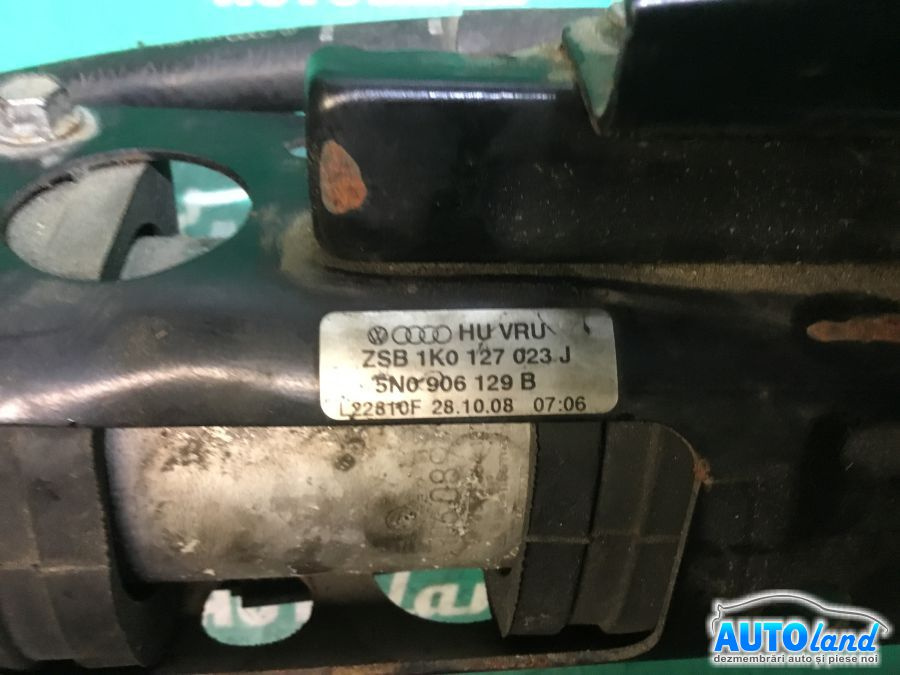 HU VRU
ZSB 1K0 127 023 J
5N0 906 129 B
L22810F 28.10.08 07:06
AUTOland
dezmembrări auto și piese noi